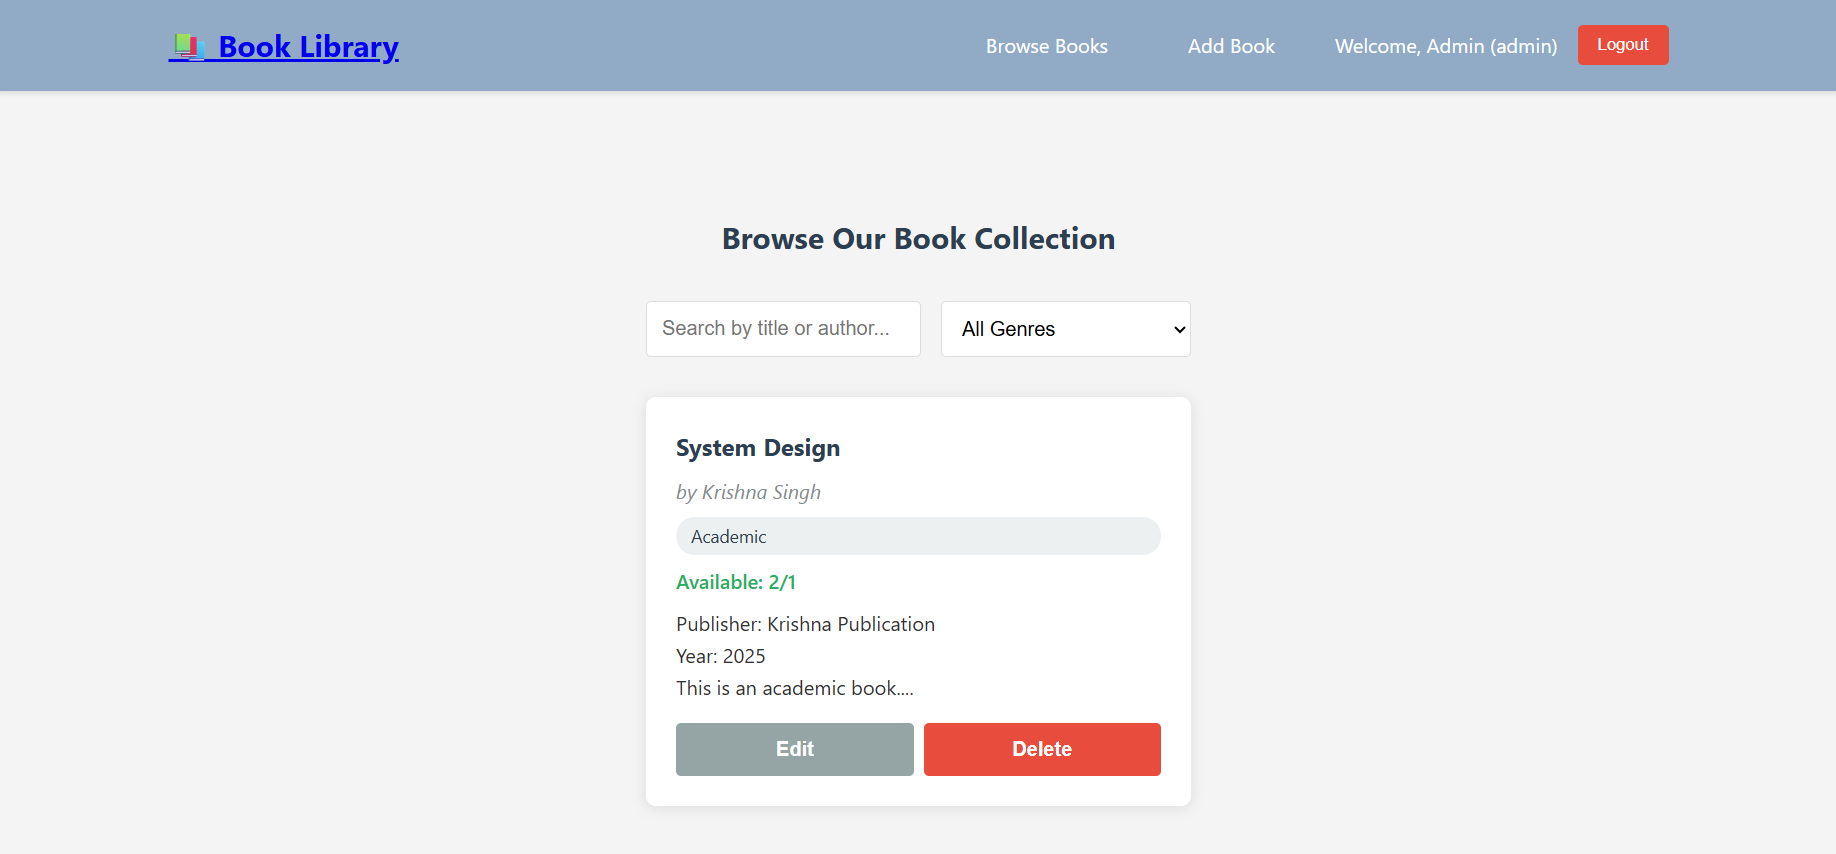 Book Library
Browse Books
Add Book
Welcome, Admin (admin)
Logout
Browse Our Book Collection
Search by title or author...
All Genres
System Design
by Krishna Singh
Academic
Available: 2/1
Publisher: Krishna Publication
Year: 2025
This is an academic book....
Edit
Delete